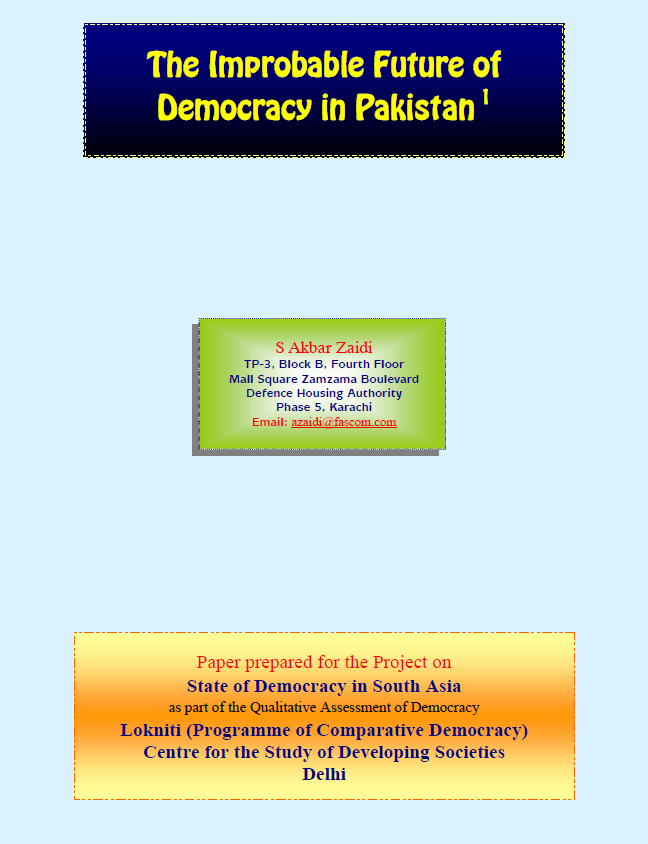 The Improbable Future of
Democracy in Pakistan 1
S Akbar Zaidi
TP-3, Block B, Fourth Floor
Mall Square Zamzama Boulevard
Defence Housing Authority
Phase 5, Karachi
Email: azaidi@fascom.com
Paper prepared for the Project on
State of Democracy in South Asia
as part of the Qualitative Assessment of Democracy
Lokniti (Programme of Comparative Democracy)
Centre for the Study of Developing Societies
Delhi